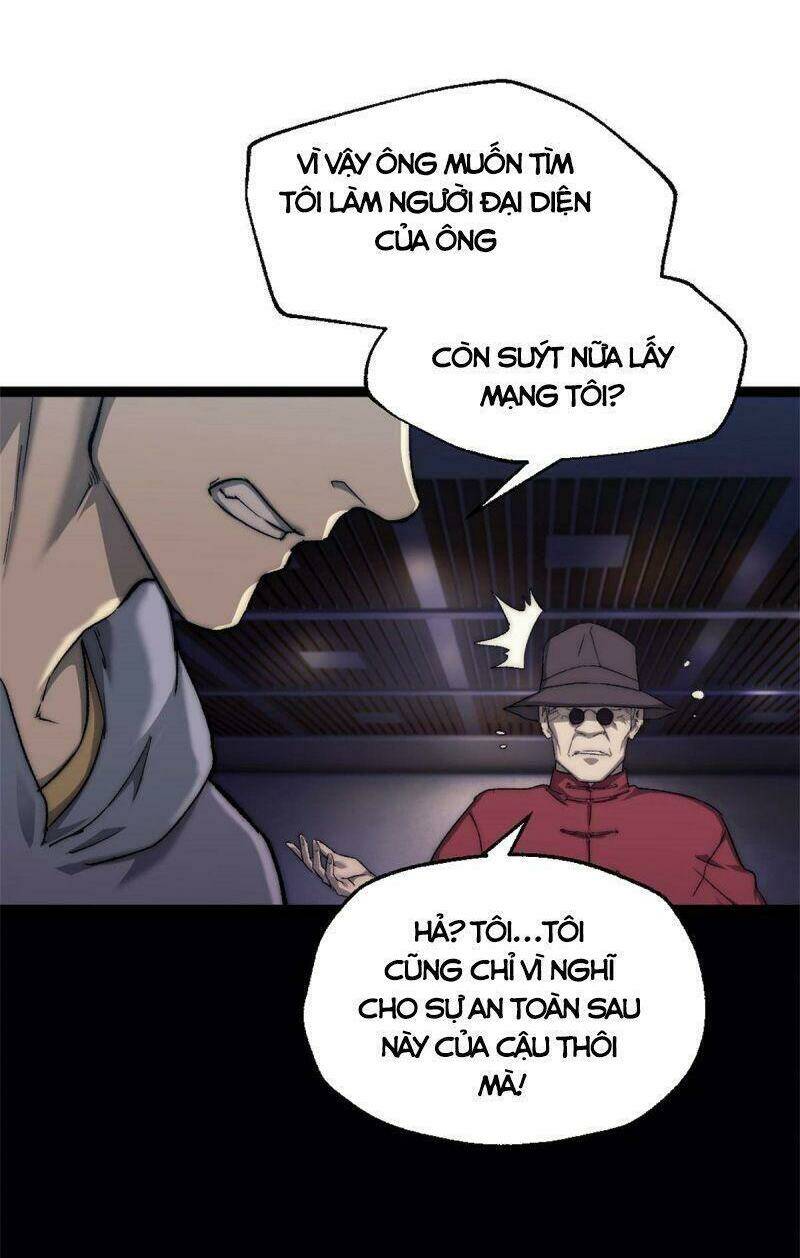 VÌ VẬY ÔNG MUỐN TÌM
TÔI LÀM NGƯỜI ĐẠI DIỆN
CỦA ÔNG
CÒN SUÝT NỮA LẤY
MẠNG TÔI?
HẢ? TÔI...TÔI
CŨNG CHỈ VÌ NGHĨ
CHO SỰ AN TOÀN SAU
NÀY CỦA CẬU THÔI
MÀ!